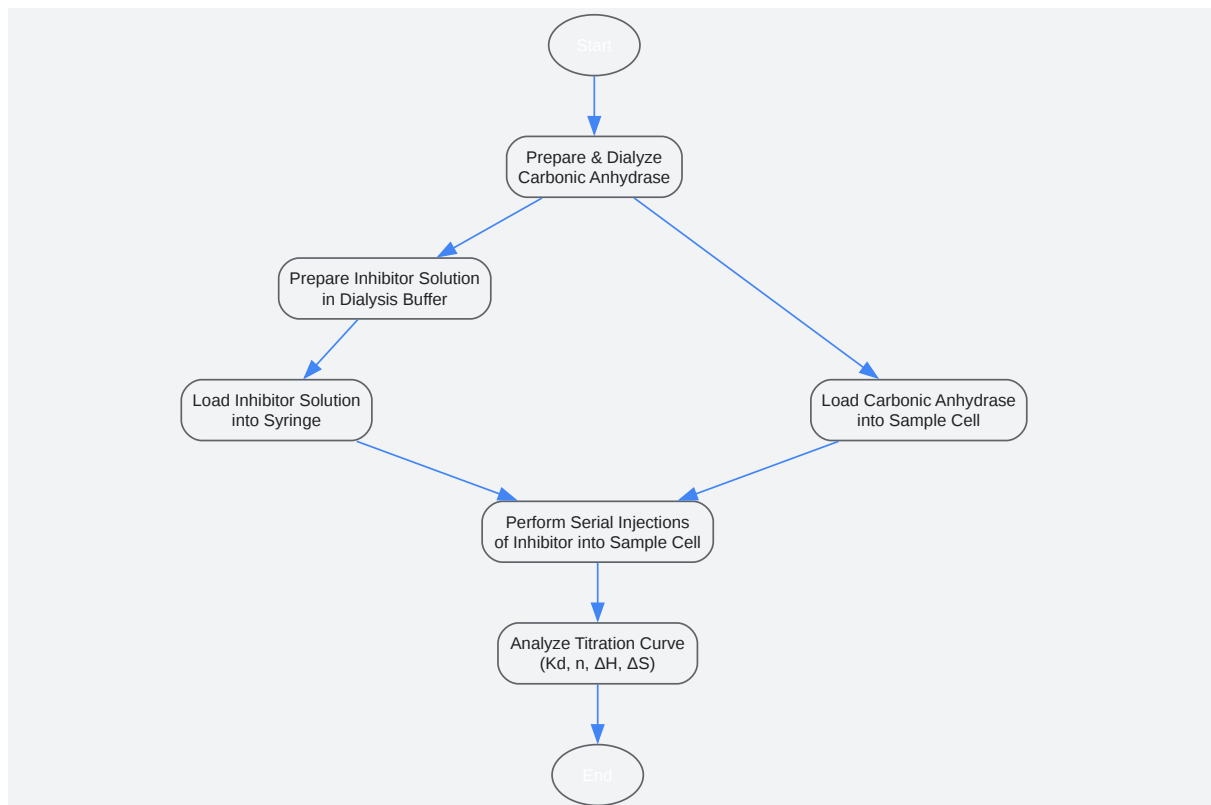 Start
Prepare & Dialyze
Carbonic Anhydrase
Prepare Inhibitor Solution
in Dialysis Buffer
Load Inhibitor Solution
into Syringe
Load Carbonic Anhydrase
into Sample Cell
Perform Serial Injections
of Inhibitor into Sample Cell
Analyze Titration Curve
(Kd, n, ΔH, ΔS)
End